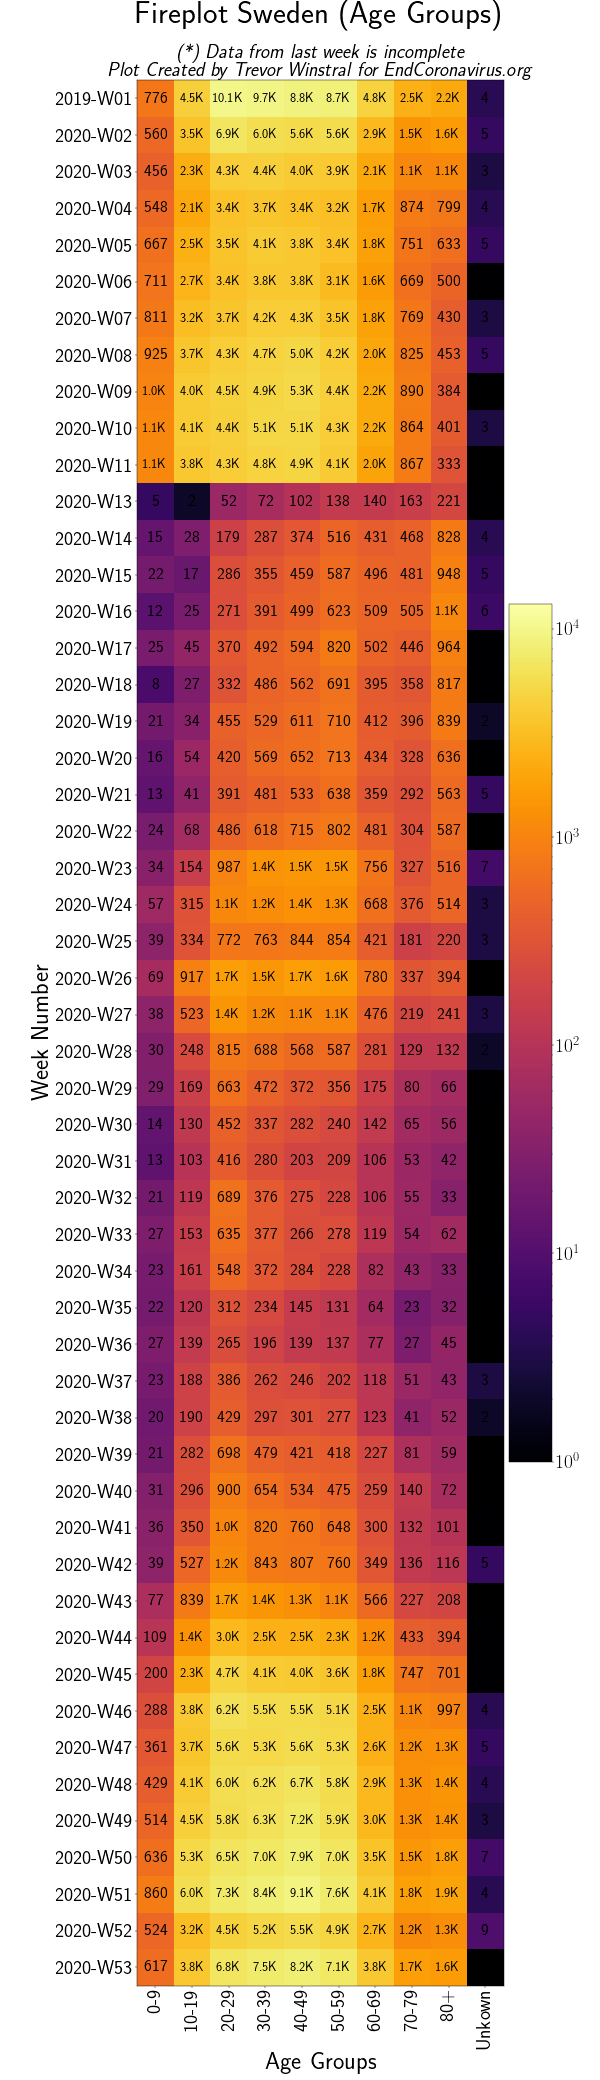 Fireplot Sweden (Age Groups)
(*) Data from last week is incomplete
Plot Created by Trevor Winstral for EndCoronavirus.org
2019-W01 776 4.5K 10.1K 9.7K 8.8K 8.7K 4.8K 2.5K 2.2K 4
2020-W02 560 3.5K 6.9K 6.0K 5.6K 5.6K 2.9K 1.5K 1.6K 5
2020-W03 456 2.3K 4.3K 4.4K 4.0K 3.9K 2.1K 1.1K 1.1K 3
2020-W04 548 2.1K 3.4K 3.7K 3.4K 3.2K 1.7K 874 799 4
2020-W05 667 2.5K 3.5K 4.1K 3.8K 3.4K 1.8K 751 633 5
2020-W06 711 2.7K 3.4K 3.8K 3.8K 3.1K 1.6K 669 500
2020-W07 811 3.2K 3.7K 4.2K 4.3K 3.5K 1.8K 769 430 3
2020-W08 925 3.7K 4.3K 4.7K 5.0K 4.2K 2.0K 825 453 5
2020-W09 1.0K 4.0K 4.5K 4.9K 5.3K 4.4K 2.2K 890 384
2020-W10 1.1K 4.1K 4.4K 5.1K 5.1K 4.3K 2.2K 864 401 3
2020-W11 1.1K 3.8K 4.3K 4.8K 4.9K 4.1K 2.0K 867 333
2020-W13 5 2 52 72 102 138 140 163 221
2020-W14 15 28 179 287 374 516 431 468 828 4
2020-W15 22 17 286 355 459 587 496 481 948 5
2020-W16 12 25 271 391 499 623 509 505 1.1K 6
2020-W17 25 45 370 492 594 820 502 446 964
2020-W18 8 27 332 486 562 691 395 358 817
2020-W19 21 34 455 529 611 710 412 396 839 2
2020-W20 16 54 420 569 652 713 434 328 636
2020-W21 13 41 391 481 533 638 359 292 563 5
2020-W22 24 68 486 618 715 802 481 304 587
2020-W23 34 154 987 1.4K 1.5K 1.5K 756 327 516 7
2020-W24 57 315 1.1K 1.2K 1.4K 1.3K 668 376 514 3
2020-W25 39 334 772 763 844 854 421 181 220 3
2020-W26 69 917 1.7K 1.5K 1.7K 1.6K 780 337 394
2020-W27 38 523 1.4K 1.2K 1.1K 1.1K 476 219 241 3
2020-W28 30 248 815 688 568 587 281 129 132 2
2020-W29 29 169 663 472 372 356 175 80 66
2020-W30 14 130 452 337 282 240 142 65 56
2020-W31 13 103 416 280 203 209 106 53 42
2020-W32 21 119 689 376 275 228 106 55 33
2020-W33 27 153 635 377 266 278 119 54 62
2020-W34 23 161 548 372 284 228 82 43 33
2020-W35 22 120 312 234 145 131 64 23 32
2020-W36 27 139 265 196 139 137 77 27 45
2020-W37 23 188 386 262 246 202 118 51 43 3
2020-W38 20 190 429 297 301 277 123 41 52 2
2020-W39 21 282 698 479 421 418 227 81 59
2020-W40 31 296 900 654 534 475 259 140 72
2020-W41 36 350 1.0K 820 760 648 300 132 101
2020-W42 39 527 1.2K 843 807 760 349 136 116 5
2020-W43 77 839 1.7K 1.4K 1.3K 1.1K 566 227 208
2020-W44 109 1.4K 3.0K 2.5K 2.5K 2.3K 1.2K 433 394
2020-W45 200 2.3K 4.7K 4.1K 4.0K 3.6K 1.8K 747 701
2020-W46 288 3.8K 6.2K 5.5K 5.5K 5.1K 2.5K 1.1K 997 4
2020-W47 361 3.7K 5.6K 5.3K 5.6K 5.3K 2.6K 1.2K 1.3K 5
2020-W48 429 4.1K 6.0K 6.2K 6.7K 5.8K 2.9K 1.3K 1.4K 4
2020-W49 514 4.5K 5.8K 6.3K 7.2K 5.9K 3.0K 1.3K 1.4K 3
2020-W50 636 5.3K 6.5K 7.0K 7.9K 7.0K 3.5K 1.5K 1.8K 7
2020-W51 860 6.0K 7.3K 8.4K 9.1K 7.6K 4.1K 1.8K 1.9K 4
2020-W52 524 3.2K 4.5K 5.2K 5.5K 4.9K 2.7K 1.2K 1.3K 9
2020-W53 617 3.8K 6.8K 7.5K 8.2K 7.1K 3.8K 1.7K 1.6K
0-9 10-19 20-29 30-39 40-49 50-59 60-69 70-79 80+ Unkown
Age Groups
Week Number
10⁴
10³
10²
10¹
10⁰